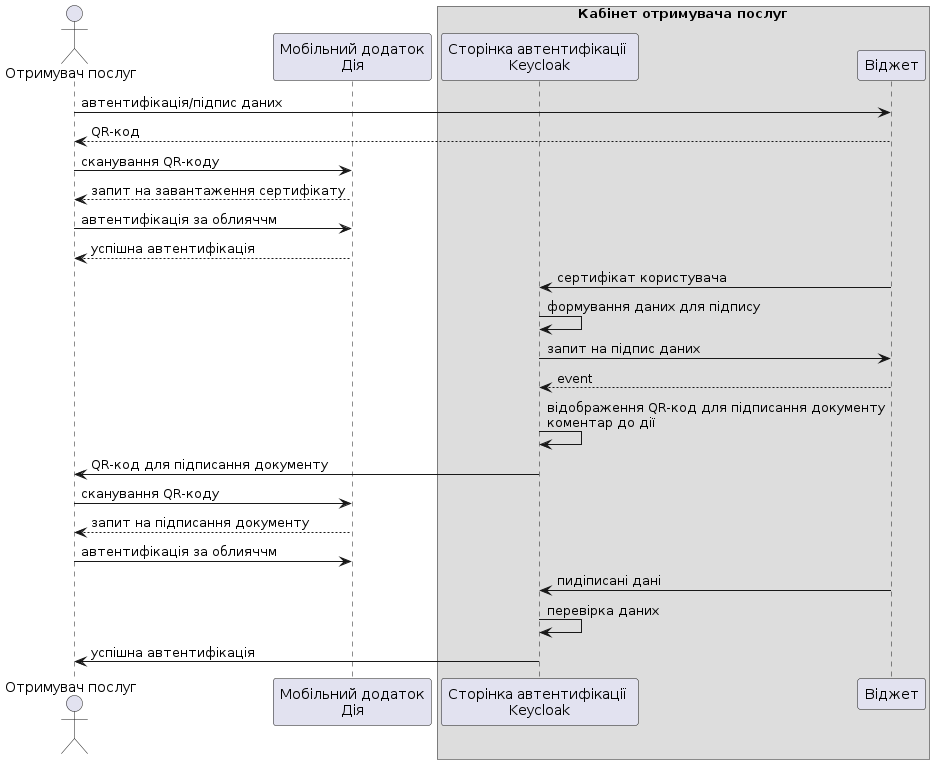 Кабінет отримувача послуг
Отримувач послуг
Мобільний додаток
Дія
Сторінка автентифікації
Keycloak
Віджет
автентифікація/підпис даних
QR-код
сканування QR-коду
запит на завантаження сертифікату
автентифікація за облияччм
успішна автентифікація
сертифікат користувача
формування даних для підпису
запит на підпис даних
event
відображення QR-код для підписання документу
коментар до дії
QR-код для підписання документу
сканування QR-коду
запит на підписання документу
автентифікація за облияччм
пидіписані дані
перевірка даних
успішна автентифікація
Отримувач послуг
Мобільний додаток
Дія
Сторінка автентифікації
Keycloak
Віджет